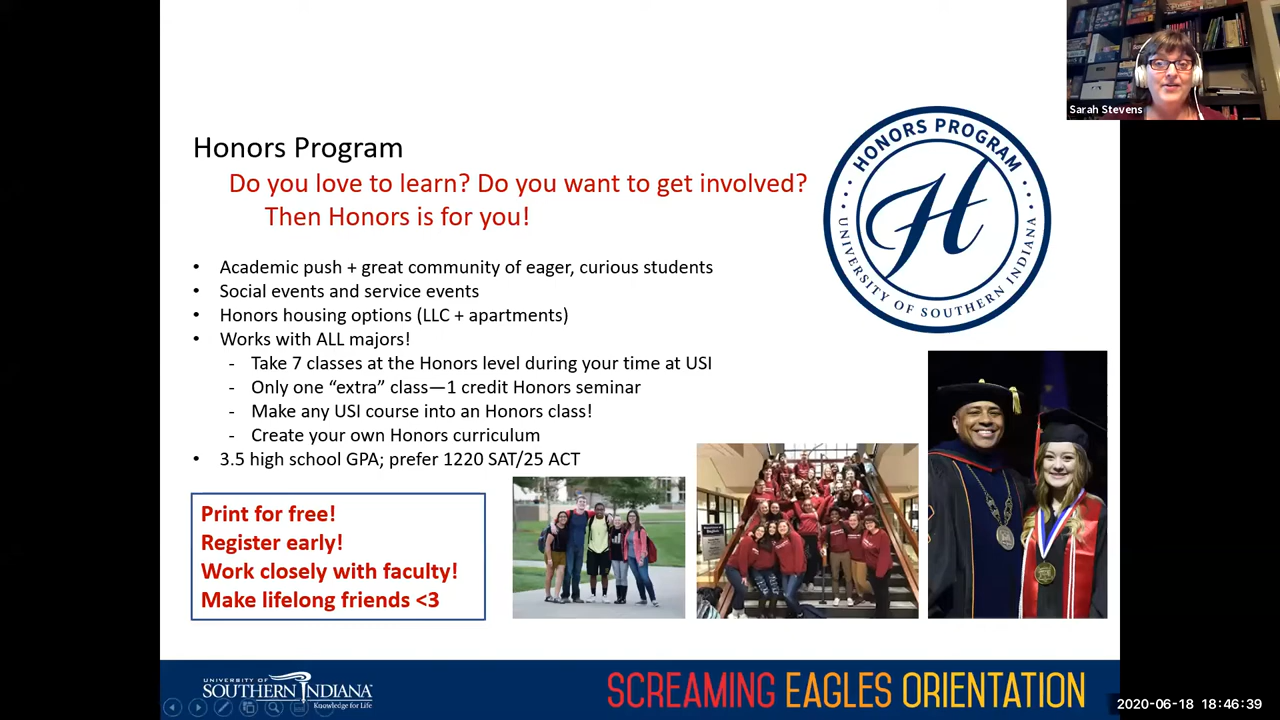 Sarah Stevens
Honors Program
Do you love to learn? Do you want to get involved?
Then Honors is for you!
HONORS PROGRAM
H
UNIVERSITY OF SOUTHERN INDIANA
• Academic push + great community of eager, curious students
• Social events and service events
• Honors housing options (LLC + apartments)
• Works with ALL majors!
- Take 7 classes at the Honors level during your time at USI
- Only one “extra” class—1 credit Honors seminar
- Make any USI course into an Honors class!
- Create your own Honors curriculum
• 3.5 high school GPA; prefer 1220 SAT/25 ACT
Print for free!
Register early!
Work closely with faculty!
Make lifelong friends <3
UNIVERSITY OF
SOUTHERN INDIANA
Knowledge for Life
SCREAMING EAGLES ORIENTATION
2020-06-18 18:46:39